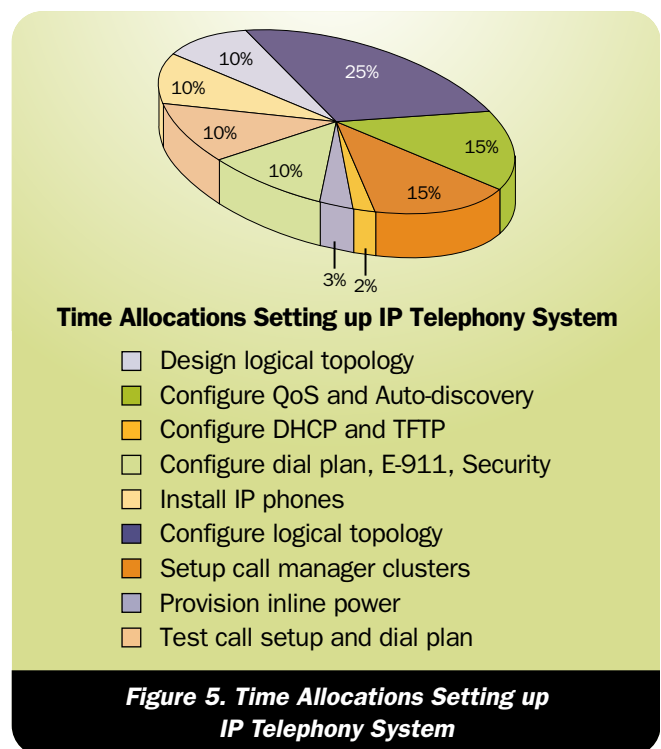 10%
25%
10%
15%
10%
10%
15%
3%
2%
Time Allocations Setting up IP Telephony System
Design logical topology
Configure QoS and Auto-discovery
Configure DHCP and TFTP
Configure dial plan, E-911, Security
Install IP phones
Configure logical topology
Setup call manager clusters
Provision inline power
Test call setup and dial plan
Figure 5. Time Allocations Setting up
IP Telephony System